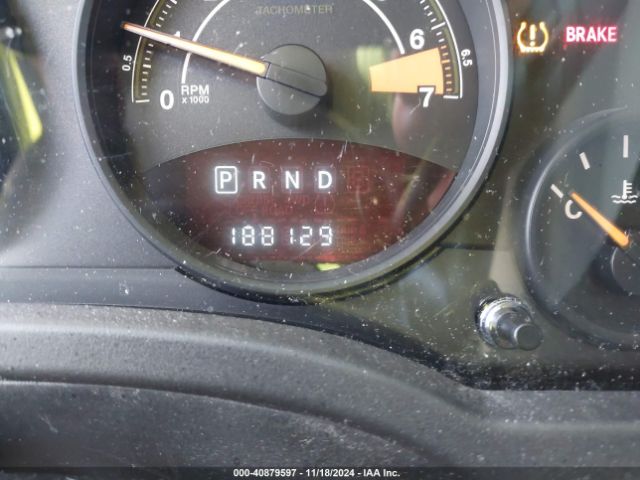 TACHOMETER
0.5 1 6 6.5
0 RPM 7
x 1000
BRAKE
P R N D
188129
C
000-40879597 - 11/18/2024 - IAA Inc.